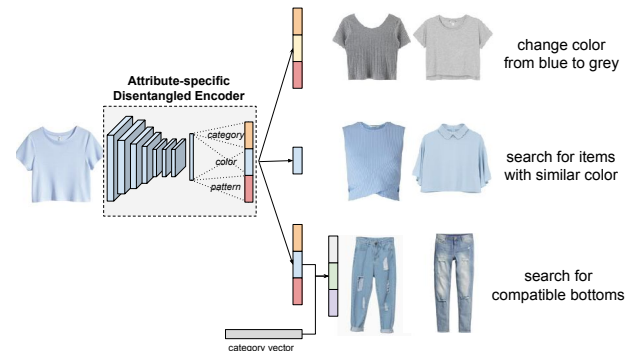 Attribute-specific
Disentangled Encoder
category
color
pattern
change color
from blue to grey
search for items
with similar color
search for
compatible bottoms
category vector